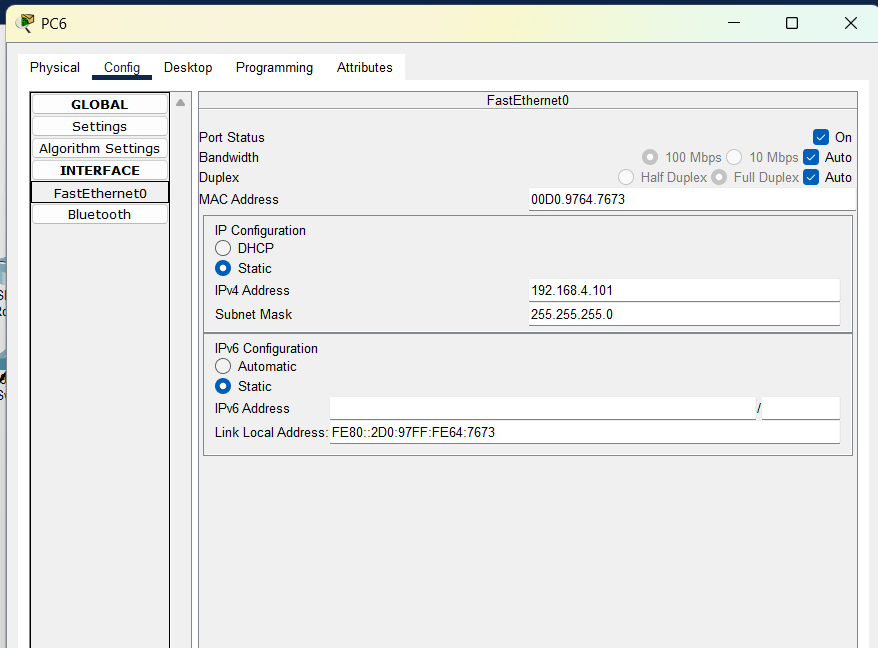 PC6
Physical Config Desktop Programming Attributes
GLOBAL
Settings
Algorithm Settings
INTERFACE
FastEthernet0
Bluetooth
FastEthernet0
Port Status On
Bandwidth 100 Mbps 10 Mbps Auto
Duplex Half Duplex Full Duplex Auto
MAC Address 00D0.9764.7673
IP Configuration
DHCP
Static
IPv4 Address 192.168.4.101
Subnet Mask 255.255.255.0
IPv6 Configuration
Automatic
Static
IPv6 Address /
Link Local Address: FE80::2D0:97FF:FE64:7673